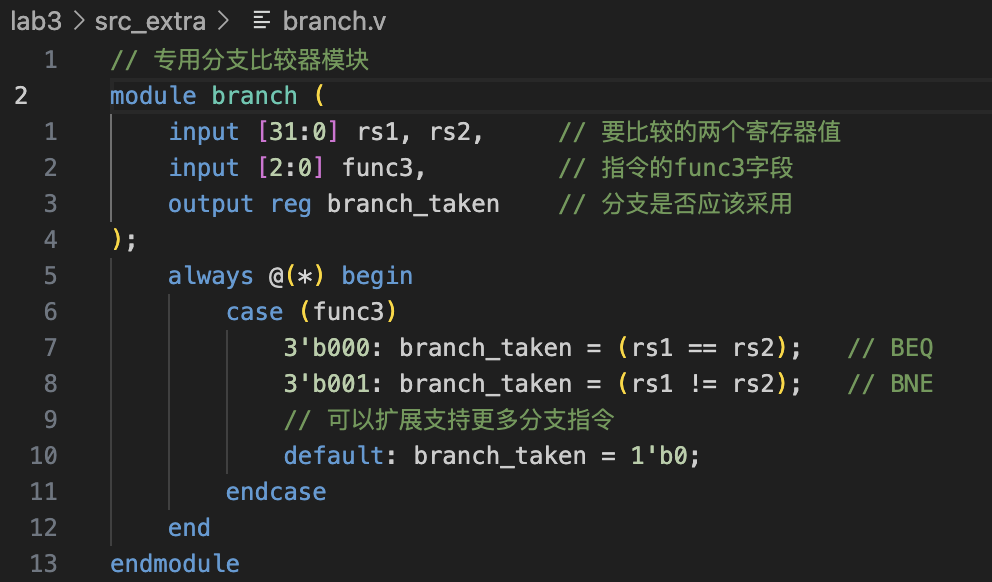 lab3 > src_extra > branch.v
1 // 专用分支比较器模块
2 module branch (
1     input [31:0] rs1, rs2,     // 要比较的两个寄存器值
2     input [2:0] func3,         // 指令的func3字段
3     output reg branch_taken    // 分支是否应该采用
4 );
5     always @(*) begin
6         case (func3)
7             3'b000: branch_taken = (rs1 == rs2);   // BEQ
8             3'b001: branch_taken = (rs1 != rs2);   // BNE
9             // 可以扩展支持更多分支指令
10             default: branch_taken = 1'b0;
11         endcase
12     end
13 endmodule